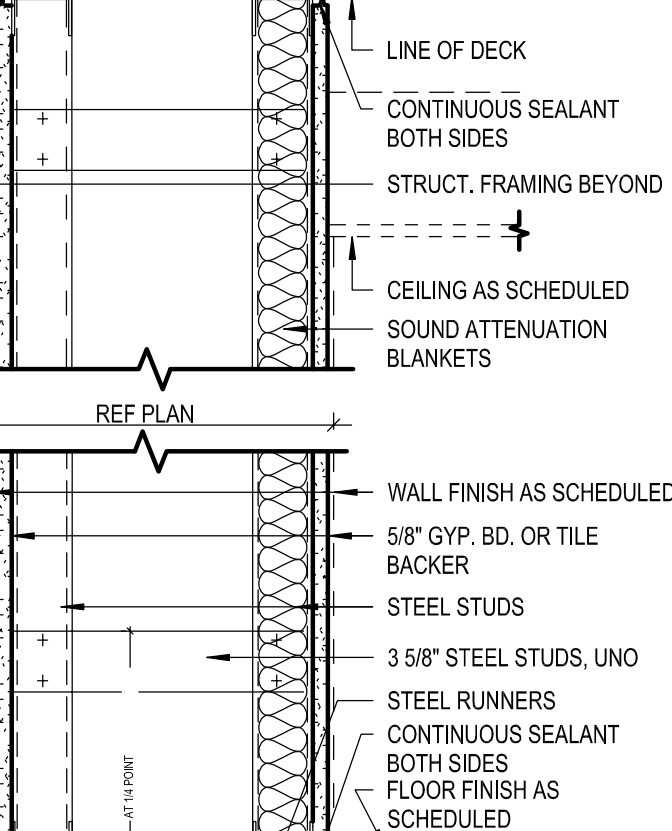 LINE OF DECK
CONTINUOUS SEALANT
BOTH SIDES
STRUCT. FRAMING BEYOND
CEILING AS SCHEDULED
SOUND ATTENUATION
BLANKETS
REF PLAN
WALL FINISH AS SCHEDULED
5/8" GYP. BD. OR TILE
BACKER
STEEL STUDS
3 5/8" STEEL STUDS, UNO
STEEL RUNNERS
CONTINUOUS SEALANT
BOTH SIDES
FLOOR FINISH AS
SCHEDULED
AT 1/4 POINT